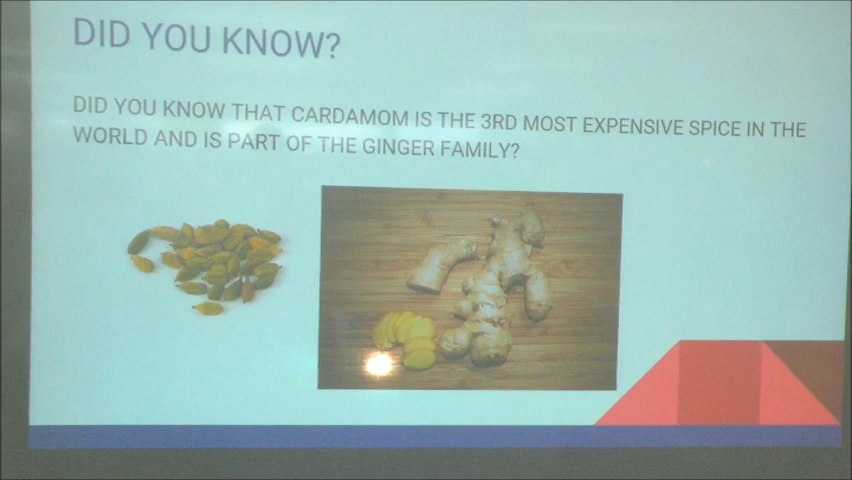 DID YOU KNOW?
DID YOU KNOW THAT CARDAMOM IS THE 3RD MOST EXPENSIVE SPICE IN THE
WORLD AND IS PART OF THE GINGER FAMILY?